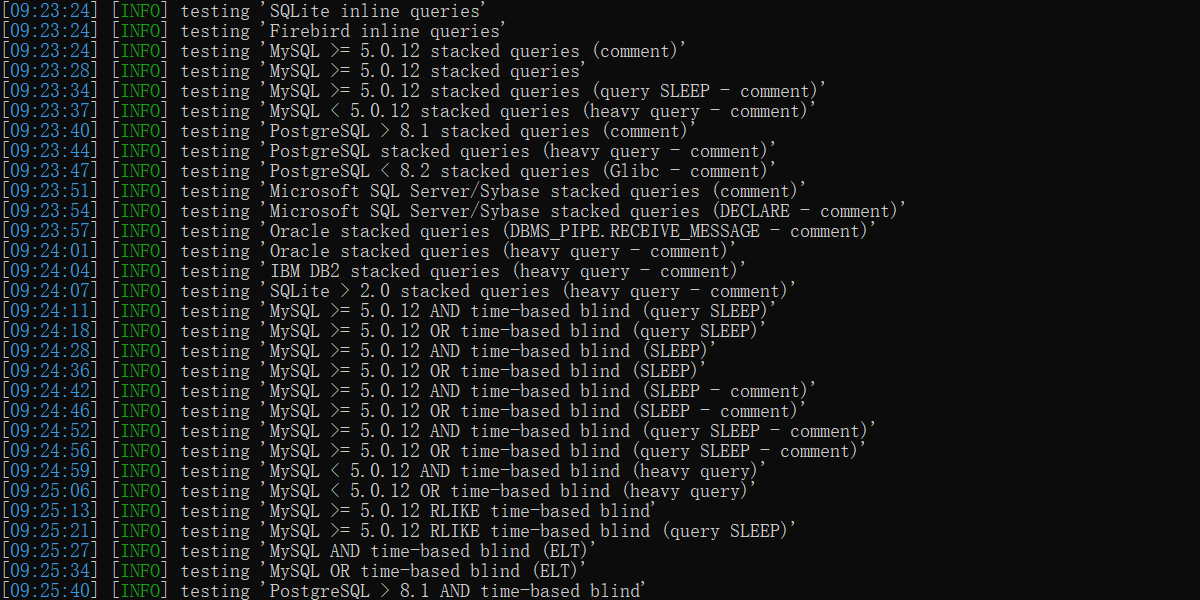 [09:23:24] [INFO] testing 'SQLite inline queries'
[09:23:24] [INFO] testing 'Firebird inline queries'
[09:23:24] [INFO] testing 'MySQL >= 5.0.12 stacked queries (comment)'
[09:23:28] [INFO] testing 'MySQL >= 5.0.12 stacked queries'
[09:23:34] [INFO] testing 'MySQL >= 5.0.12 stacked queries (query SLEEP - comment)'
[09:23:37] [INFO] testing 'MySQL < 5.0.12 stacked queries (heavy query - comment)'
[09:23:40] [INFO] testing 'PostgreSQL > 8.1 stacked queries (comment)'
[09:23:44] [INFO] testing 'PostgreSQL stacked queries (heavy query - comment)'
[09:23:47] [INFO] testing 'PostgreSQL < 8.2 stacked queries (Glibc - comment)'
[09:23:51] [INFO] testing 'Microsoft SQL Server/Sybase stacked queries (comment)'
[09:23:54] [INFO] testing 'Microsoft SQL Server/Sybase stacked queries (DECLARE - comment)'
[09:23:57] [INFO] testing 'Oracle stacked queries (DBMS_PIPE.RECEIVE_MESSAGE - comment)'
[09:24:01] [INFO] testing 'Oracle stacked queries (heavy query - comment)'
[09:24:04] [INFO] testing 'IBM DB2 stacked queries (heavy query - comment)'
[09:24:07] [INFO] testing 'SQLite > 2.0 stacked queries (heavy query - comment)'
[09:24:11] [INFO] testing 'MySQL >= 5.0.12 AND time-based blind (query SLEEP)'
[09:24:18] [INFO] testing 'MySQL >= 5.0.12 OR time-based blind (query SLEEP)'
[09:24:28] [INFO] testing 'MySQL >= 5.0.12 AND time-based blind (SLEEP)'
[09:24:36] [INFO] testing 'MySQL >= 5.0.12 OR time-based blind (SLEEP)'
[09:24:42] [INFO] testing 'MySQL >= 5.0.12 AND time-based blind (SLEEP - comment)'
[09:24:46] [INFO] testing 'MySQL >= 5.0.12 OR time-based blind (SLEEP - comment)'
[09:24:52] [INFO] testing 'MySQL >= 5.0.12 AND time-based blind (query SLEEP - comment)'
[09:24:56] [INFO] testing 'MySQL >= 5.0.12 OR time-based blind (query SLEEP - comment)'
[09:24:59] [INFO] testing 'MySQL < 5.0.12 AND time-based blind (heavy query)'
[09:25:06] [INFO] testing 'MySQL < 5.0.12 OR time-based blind (heavy query)'
[09:25:13] [INFO] testing 'MySQL >= 5.0.12 RLIKE time-based blind'
[09:25:21] [INFO] testing 'MySQL >= 5.0.12 RLIKE time-based blind (query SLEEP)'
[09:25:27] [INFO] testing 'MySQL AND time-based blind (ELT)'
[09:25:34] [INFO] testing 'MySQL OR time-based blind (ELT)'
[09:25:40] [INFO] testing 'PostgreSQL > 8.1 AND time-based blind'